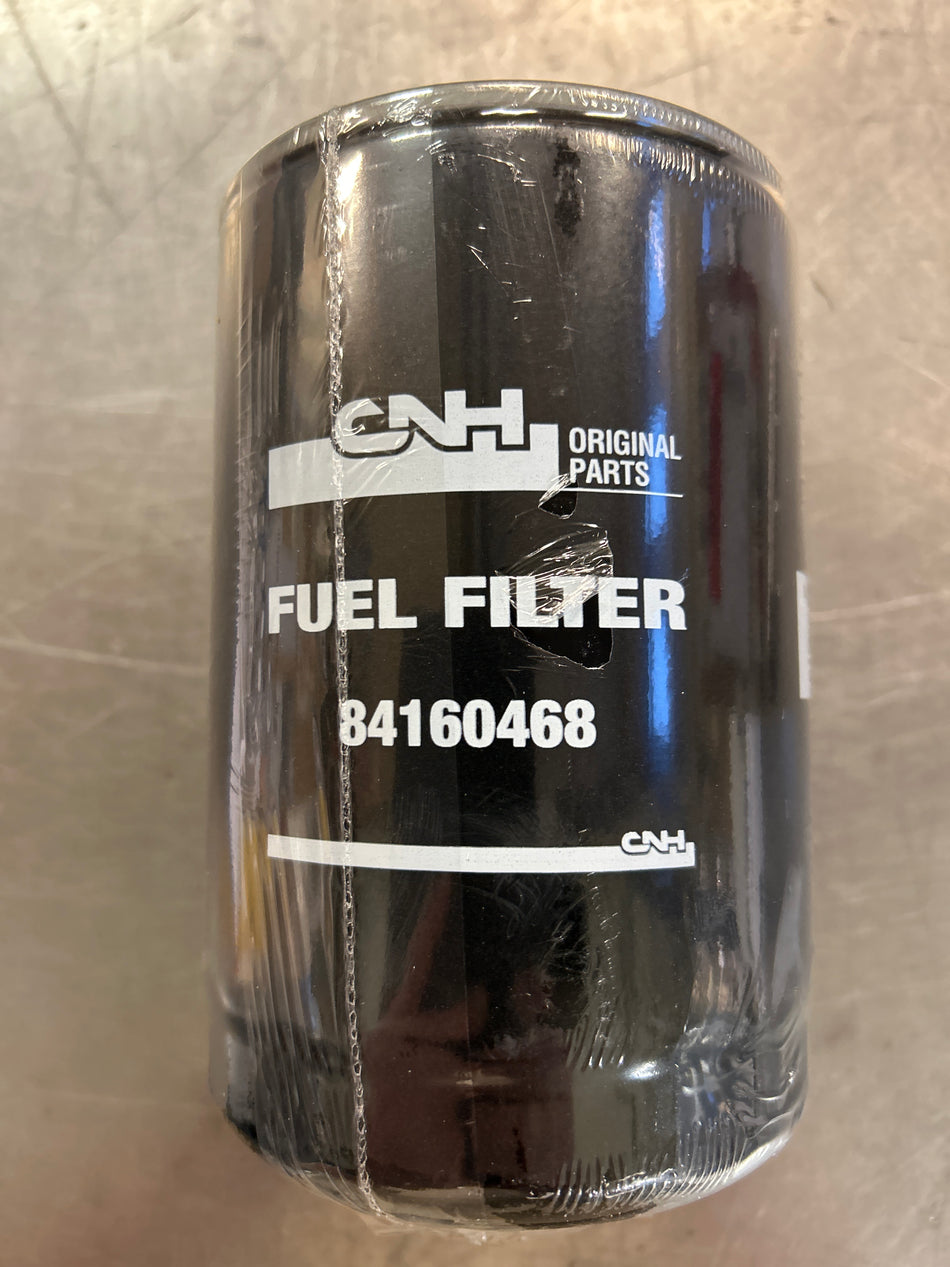 CNH
ORIGINAL
PARTS
FUEL FILTER
84160468
CNH